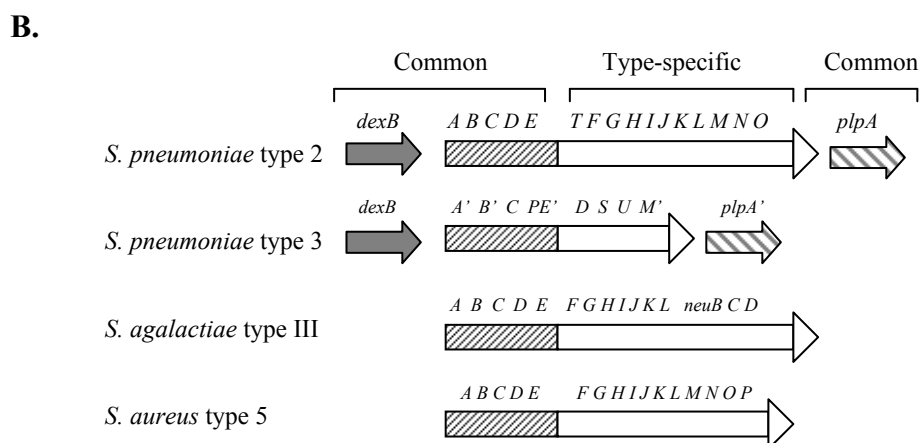 B.
Common Type-specific Common
dexB A B C D E T F G H I J K L M N O plpA
S. pneumoniae type 2
dexB A’ B’ C PE’ D S U M’ plpA’
S. pneumoniae type 3
A B C D E F G H I J K L neuB C D
S. agalactiae type III
A B C D E F G H I J K L M N O P
S. aureus type 5